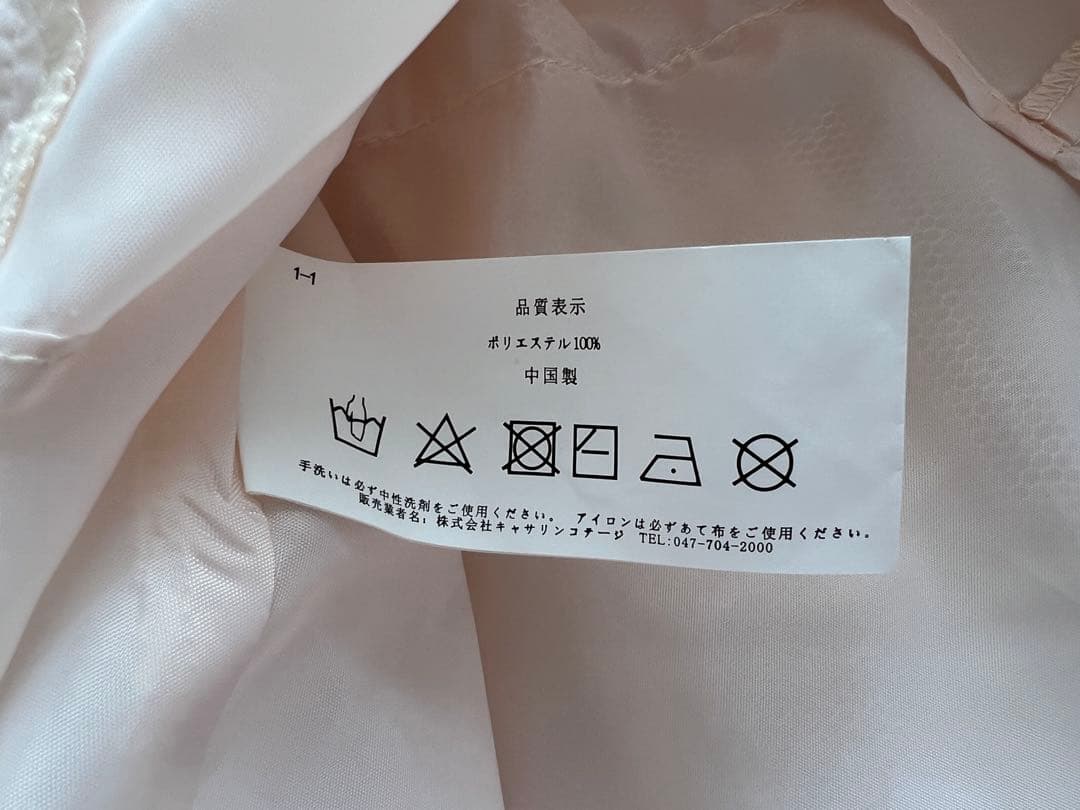 1-1
品質表示
ポリエステル100%
中国製
手洗いは必ず中性洗剤をご使用ください。 アイロンは必ずあて布をご使用ください。
販売業者名: 株式会社キャサリンコテージ TEL:047-704-2000